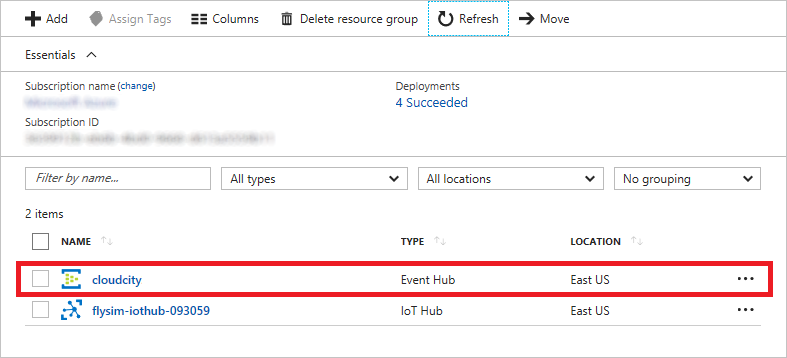 Add Assign Tags Columns Delete resource group Refresh Move
Essentials
Subscription name (change) Deployments
4 Succeeded
Subscription ID
Filter by name... All types All locations No grouping
2 items
NAME TYPE LOCATION
cloudcity Event Hub East US
flysim-iothub-093059 IoT Hub East US